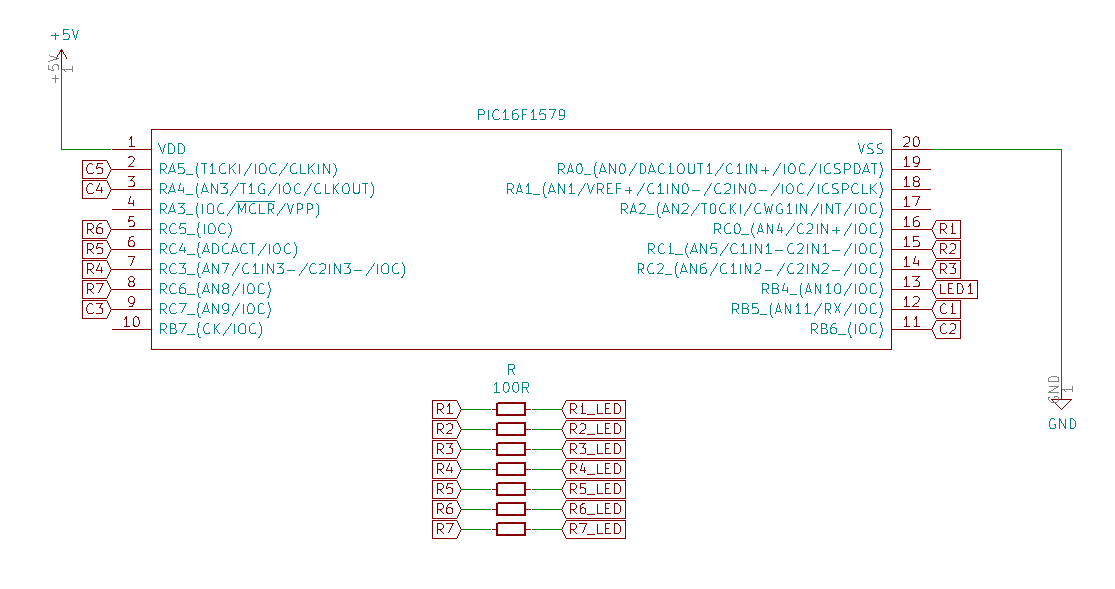 +5V
+5V
1
PIC16F1579
1 VDD VSS 20
C5 2 RA5_(T1CKI/IOC/CLKIN) RA0_(AN0/DAC1OUT1/C1IN+/IOC/ICSPDAT) 19
C4 3 RA4_(AN3/T1G/IOC/CLKOUT) RA1_(AN1/VREF+/C1IN0-/C2IN0-/IOC/ICSPCLK) 18
4 RA3_(IOC/MCLR/VPP) RA2_(AN2/T0CKI/CWG1IN/INT/IOC) 17
R6 5 RC5_(IOC) RC0_(AN4/C2IN+/IOC) 16 R1
R5 6 RC4_(ADCACT/IOC) RC1_(AN5/C1IN1-C2IN1-/IOC) 15 R2
R4 7 RC3_(AN7/C1IN3-/C2IN3-/IOC) RC2_(AN6/C1IN2-/C2IN2-/IOC) 14 R3
R7 8 RC6_(AN8/IOC) RB4_(AN10/IOC) 13 LED1
C3 9 RC7_(AN9/IOC) RB5_(AN11/RX/IOC) 12 C1
10 RB7_(CK/IOC) RB6_(IOC) 11 C2
R
100R
R1 R1_LED
R2 R2_LED
R3 R3_LED
R4 R4_LED
R5 R5_LED
R6 R6_LED
R7 R7_LED
GND
1
GND